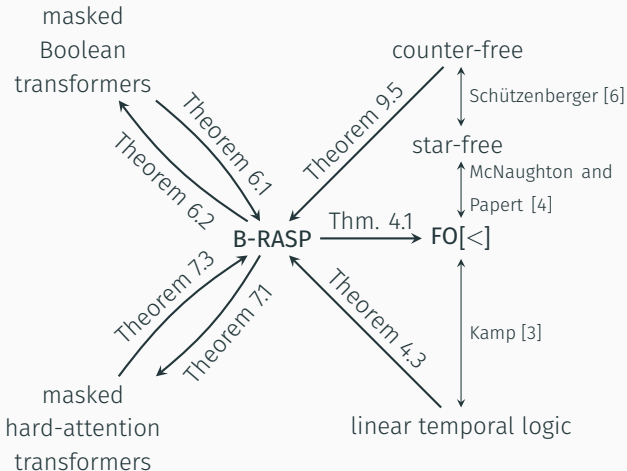 masked
Boolean
transformers
counter-free
Schützenberger [6]
Theorem 9.5
Theorem 6.1
Theorem 6.2
star-free
McNaughton and
Papert [4]
B-RASP
Thm. 4.1
FO[<]
Theorem 7.3
Theorem 7.1
Theorem 4.3
Kamp [3]
masked
hard-attention
transformers
linear temporal logic